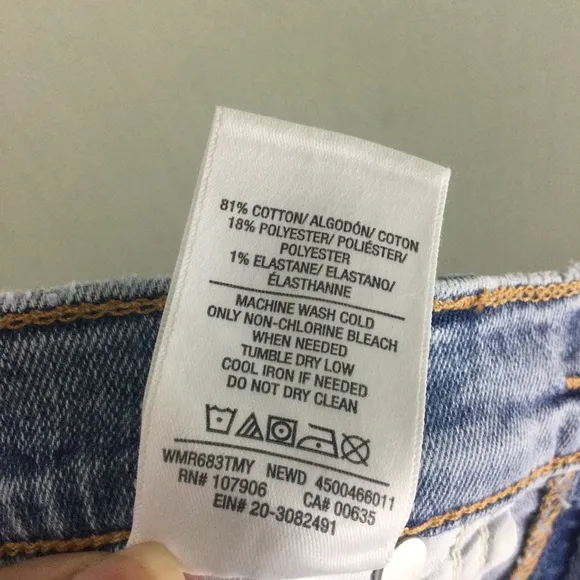 81% COTTON/ ALGODÓN/ COTON
18% POLYESTER/ POLIÉSTER/
POLYESTER
1% ELASTANE/ ELASTANO/
ÉLASTHANNE
MACHINE WASH COLD
ONLY NON-CHLORINE BLEACH
WHEN NEEDED
TUMBLE DRY LOW
COOL IRON IF NEEDED
DO NOT DRY CLEAN
WMR683TMY NEWD 4500466011
RN# 107906 CA# 00635
EIN# 20-3082491